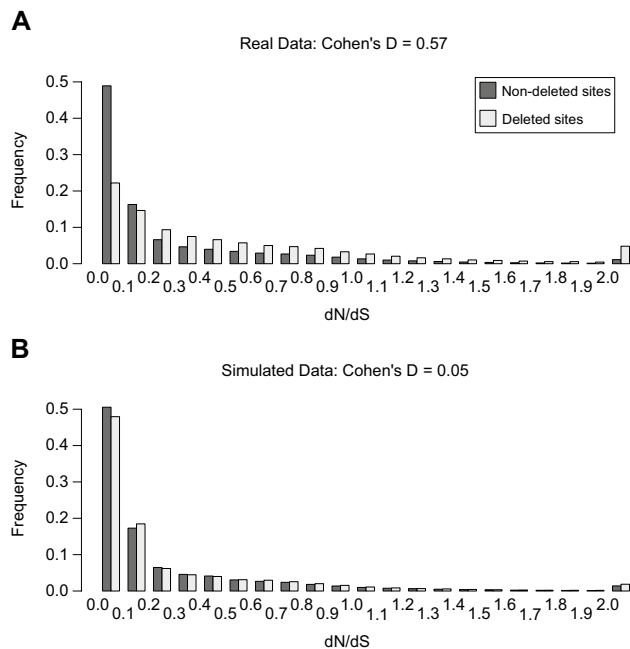 A
Real Data: Cohen's D = 0.57
Frequency
0.5
0.4
0.3
0.2
0.1
0.0
Non-deleted sites
Deleted sites
0.0 0.2 0.4 0.6 0.8 1.0 1.2 1.4 1.6 1.8 2.0
0.1 0.3 0.5 0.7 0.9 1.1 1.3 1.5 1.7 1.9
dN/dS
B
Simulated Data: Cohen's D = 0.05
Frequency
0.5
0.4
0.3
0.2
0.1
0.0
0.0 0.2 0.4 0.6 0.8 1.0 1.2 1.4 1.6 1.8 2.0
0.1 0.3 0.5 0.7 0.9 1.1 1.3 1.5 1.7 1.9
dN/dS